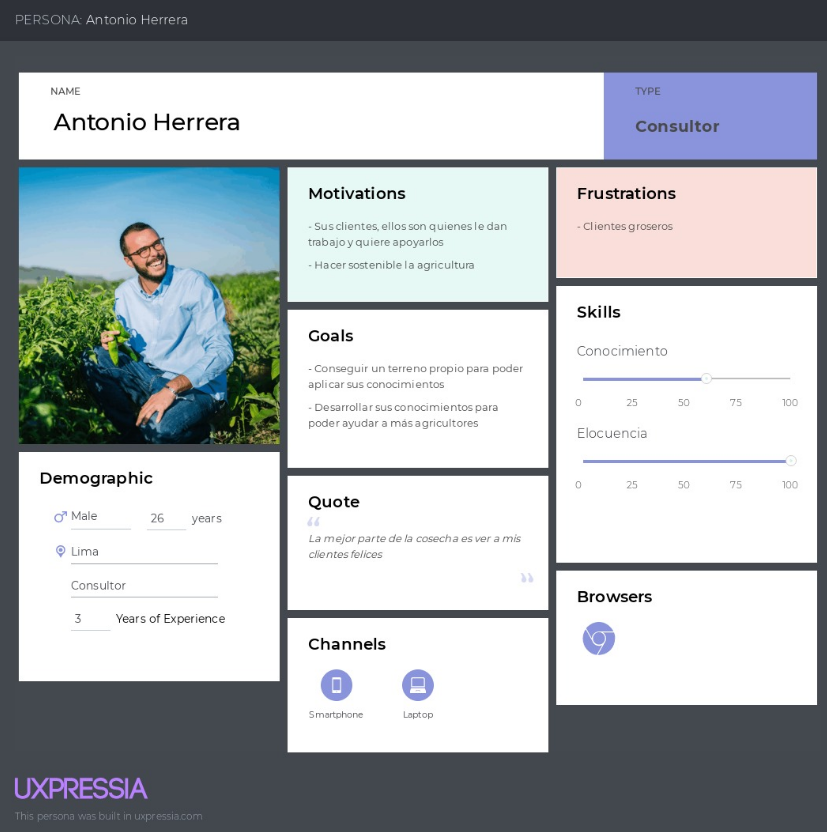 PERSONA: Antonio Herrera
NAME
Antonio Herrera
TYPE
Consultor
Demographic
Male
26 years
Lima
Consultor
3 Years of Experience
Motivations
- Sus clientes, ellos son quienes le dan
trabajo y quiere apoyarlos
- Hacer sostenible la agricultura
Goals
- Conseguir un terreno propio para poder
aplicar sus conocimientos
- Desarrollar sus conocimientos para
poder ayudar a más agricultores
Quote
“
La mejor parte de la cosecha es ver a mis
clientes felices
”
Channels
Smartphone Laptop
Frustrations
- Clientes groseros
Skills
Conocimiento
0 25 50 75 100
Elocuencia
0 25 50 75 100
Browsers
UXPRESSIA
This persona was built in uxpressia.com